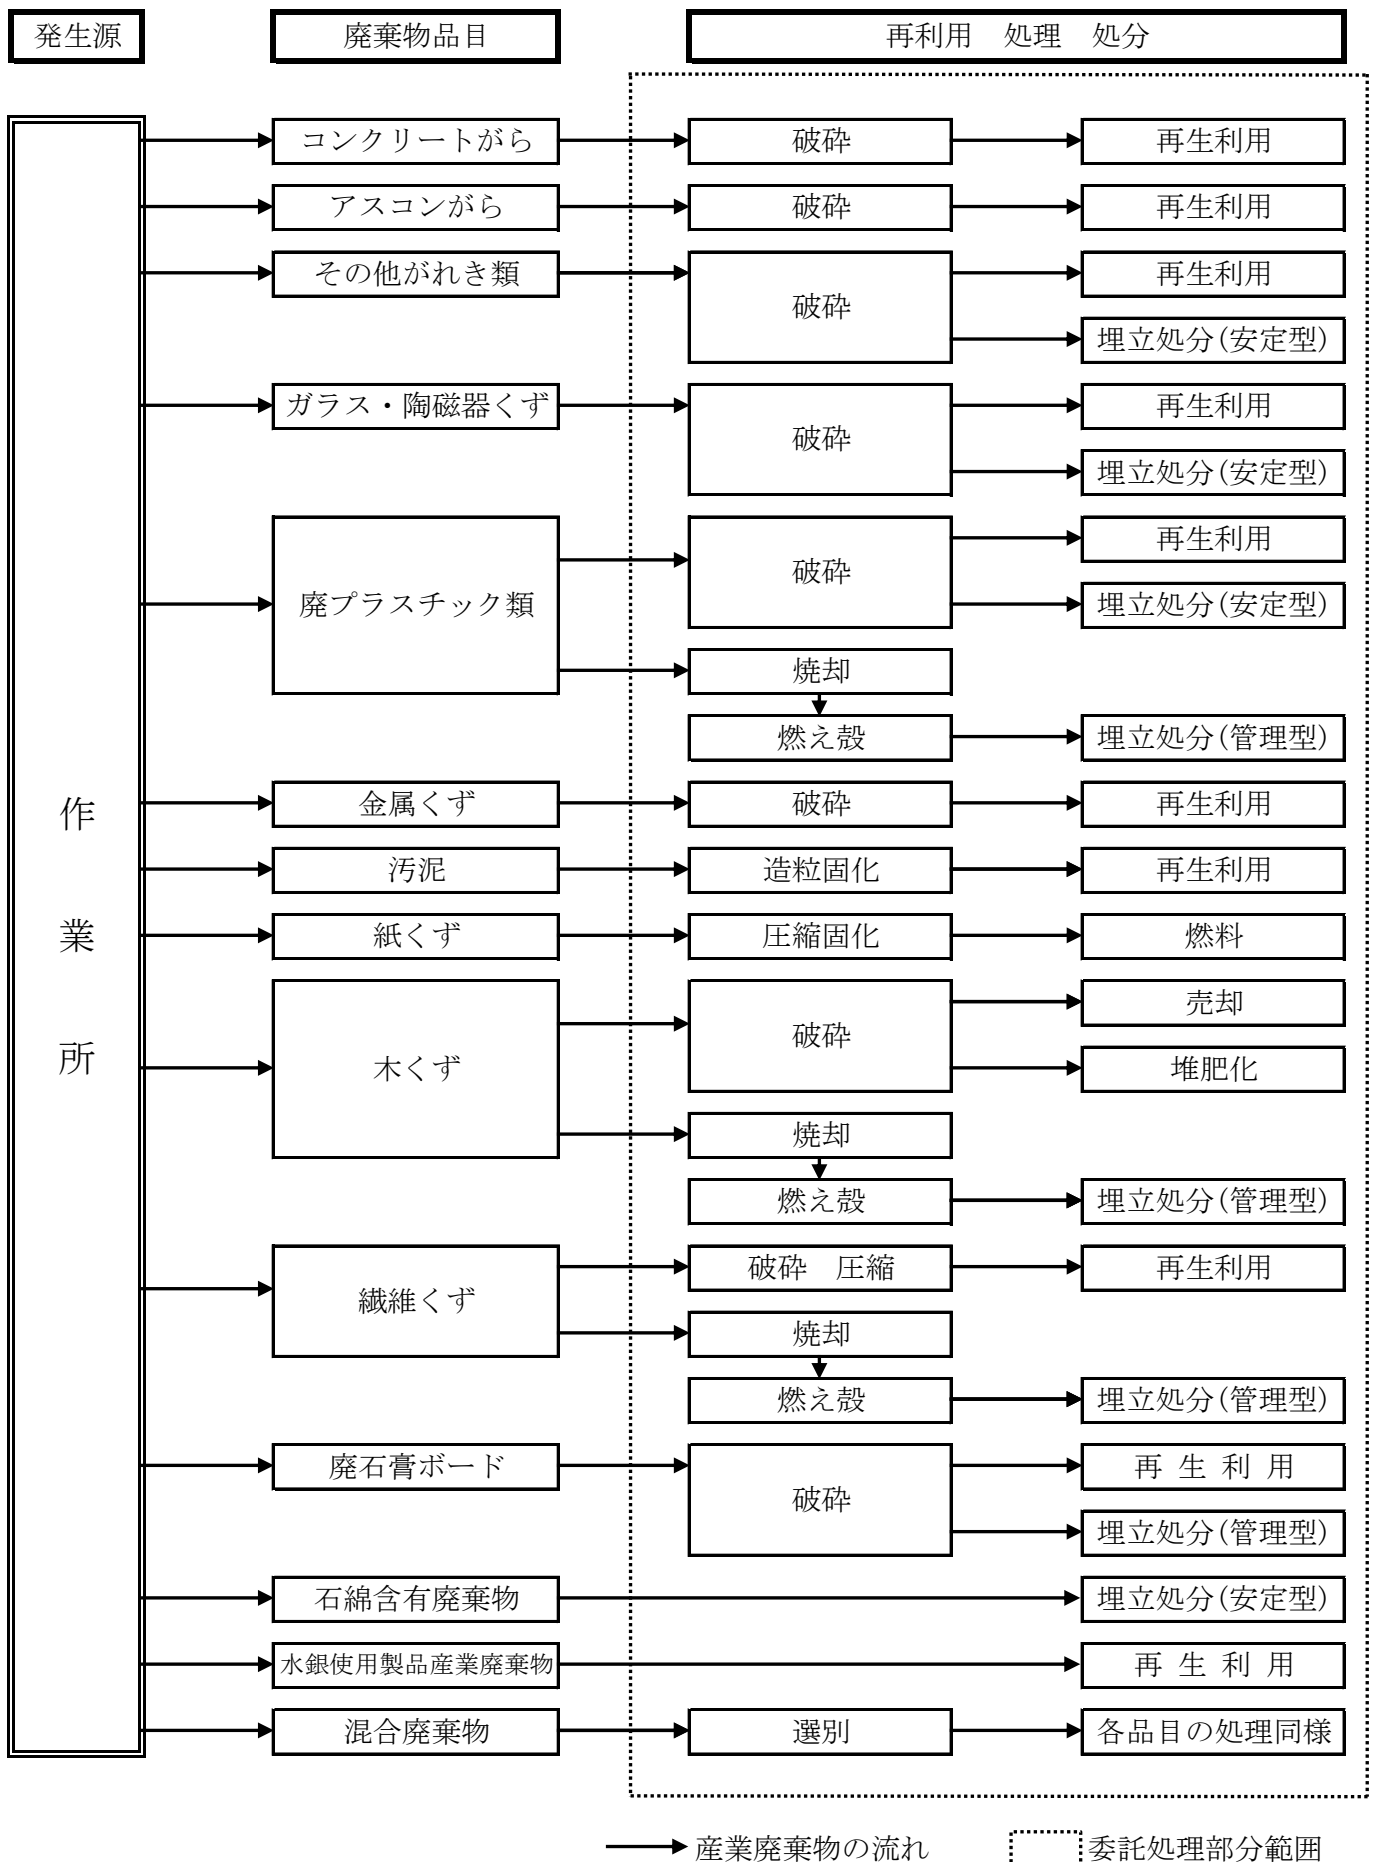 発生源
廃棄物品目
再利用　処理　処分
作
業
所
コンクリートがら
破砕
再生利用
アスコンがら
破砕
再生利用
その他がれき類
破砕
再生利用
埋立処分(安定型)
ガラス・陶磁器くず
破砕
再生利用
埋立処分(安定型)
廃プラスチック類
破砕
再生利用
埋立処分(安定型)
焼却
燃え殻
埋立処分(管理型)
金属くず
破砕
再生利用
汚泥
造粒固化
再生利用
紙くず
圧縮固化
燃料
木くず
破砕
売却
堆肥化
焼却
燃え殻
埋立処分(管理型)
繊維くず
破砕　圧縮
再生利用
焼却
燃え殻
埋立処分(管理型)
廃石膏ボード
破砕
再 生 利 用
埋立処分(管理型)
石綿含有廃棄物
埋立処分(安定型)
水銀使用製品産業廃棄物
再 生 利 用
混合廃棄物
選別
各品目の処理同様
産業廃棄物の流れ
委託処理部分範囲